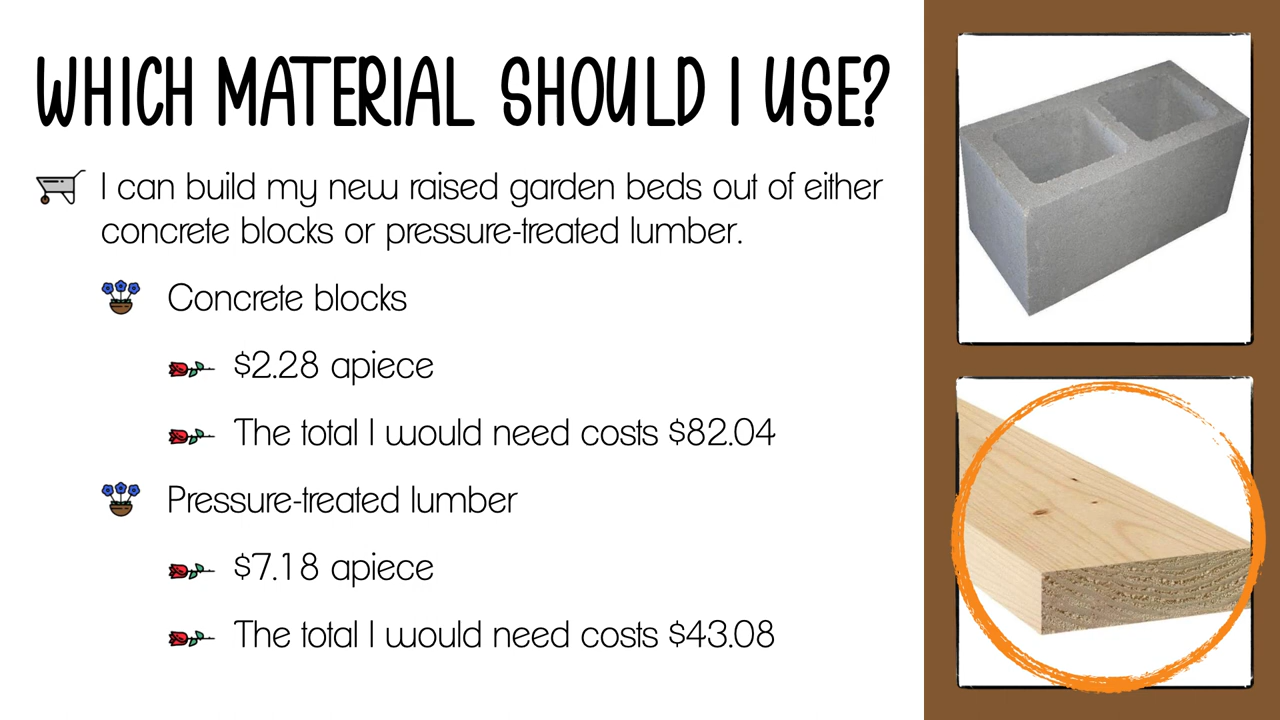 WHICH MATERIAL SHOULD I USE?
I can build my new raised garden beds out of either
concrete blocks or pressure-treated lumber.
Concrete blocks
$2.28 apiece
The total I would need costs $82.04
Pressure-treated lumber
$7.18 apiece
The total I would need costs $43.08